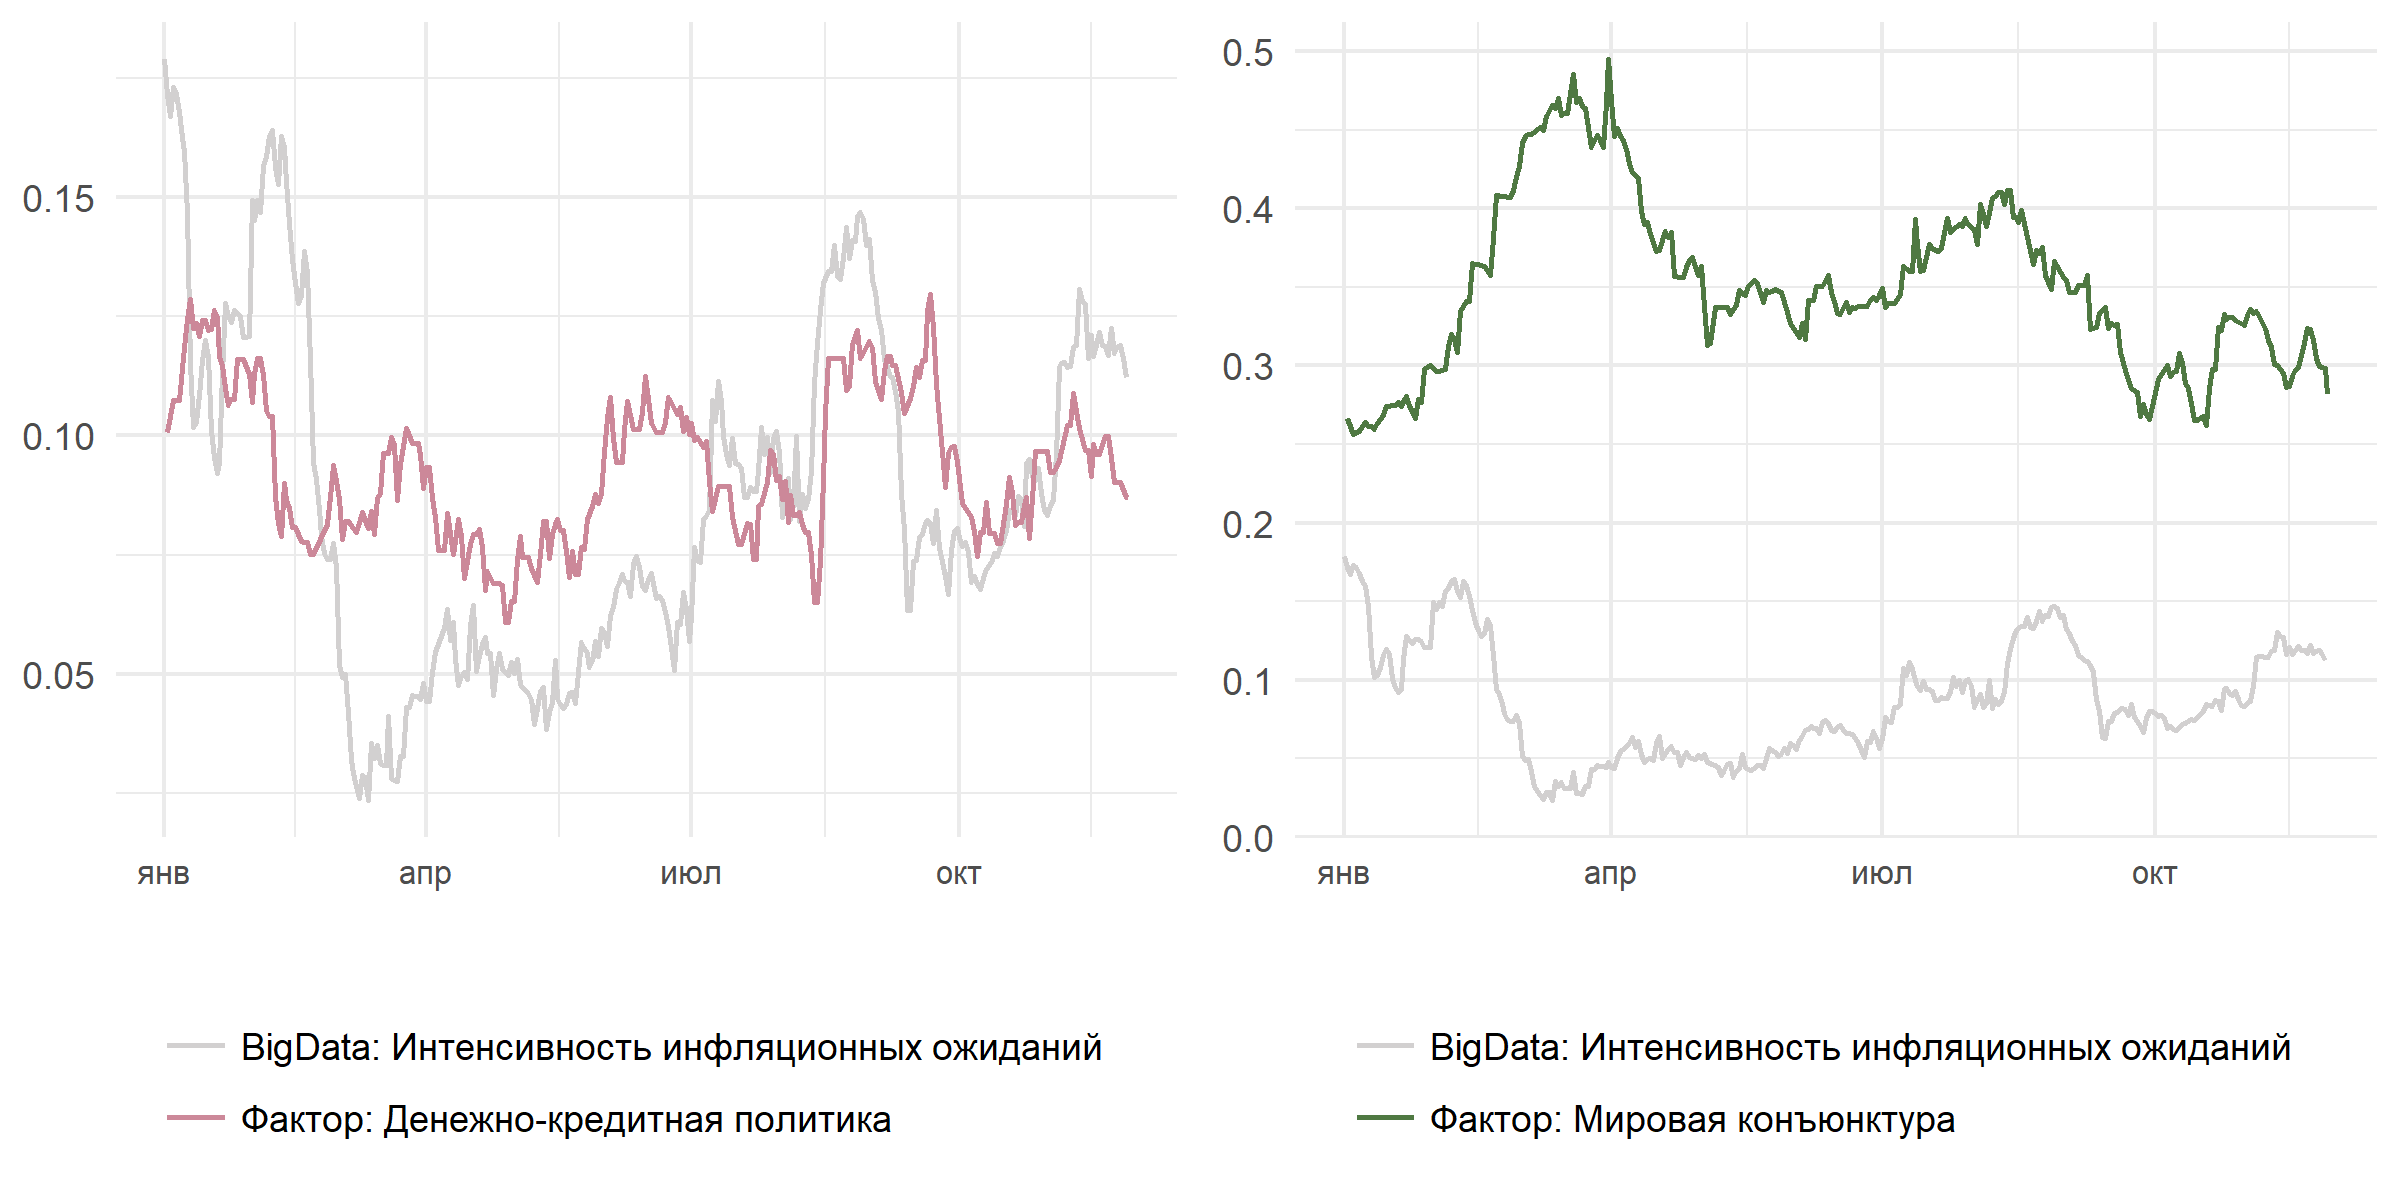 0.15
0.10
0.05
янв апр июл окт
BigData: Интенсивность инфляционных ожиданий
Фактор: Денежно-кредитная политика
0.5
0.4
0.3
0.2
0.1
0.0
янв апр июл окт
BigData: Интенсивность инфляционных ожиданий
Фактор: Мировая конъюнктура